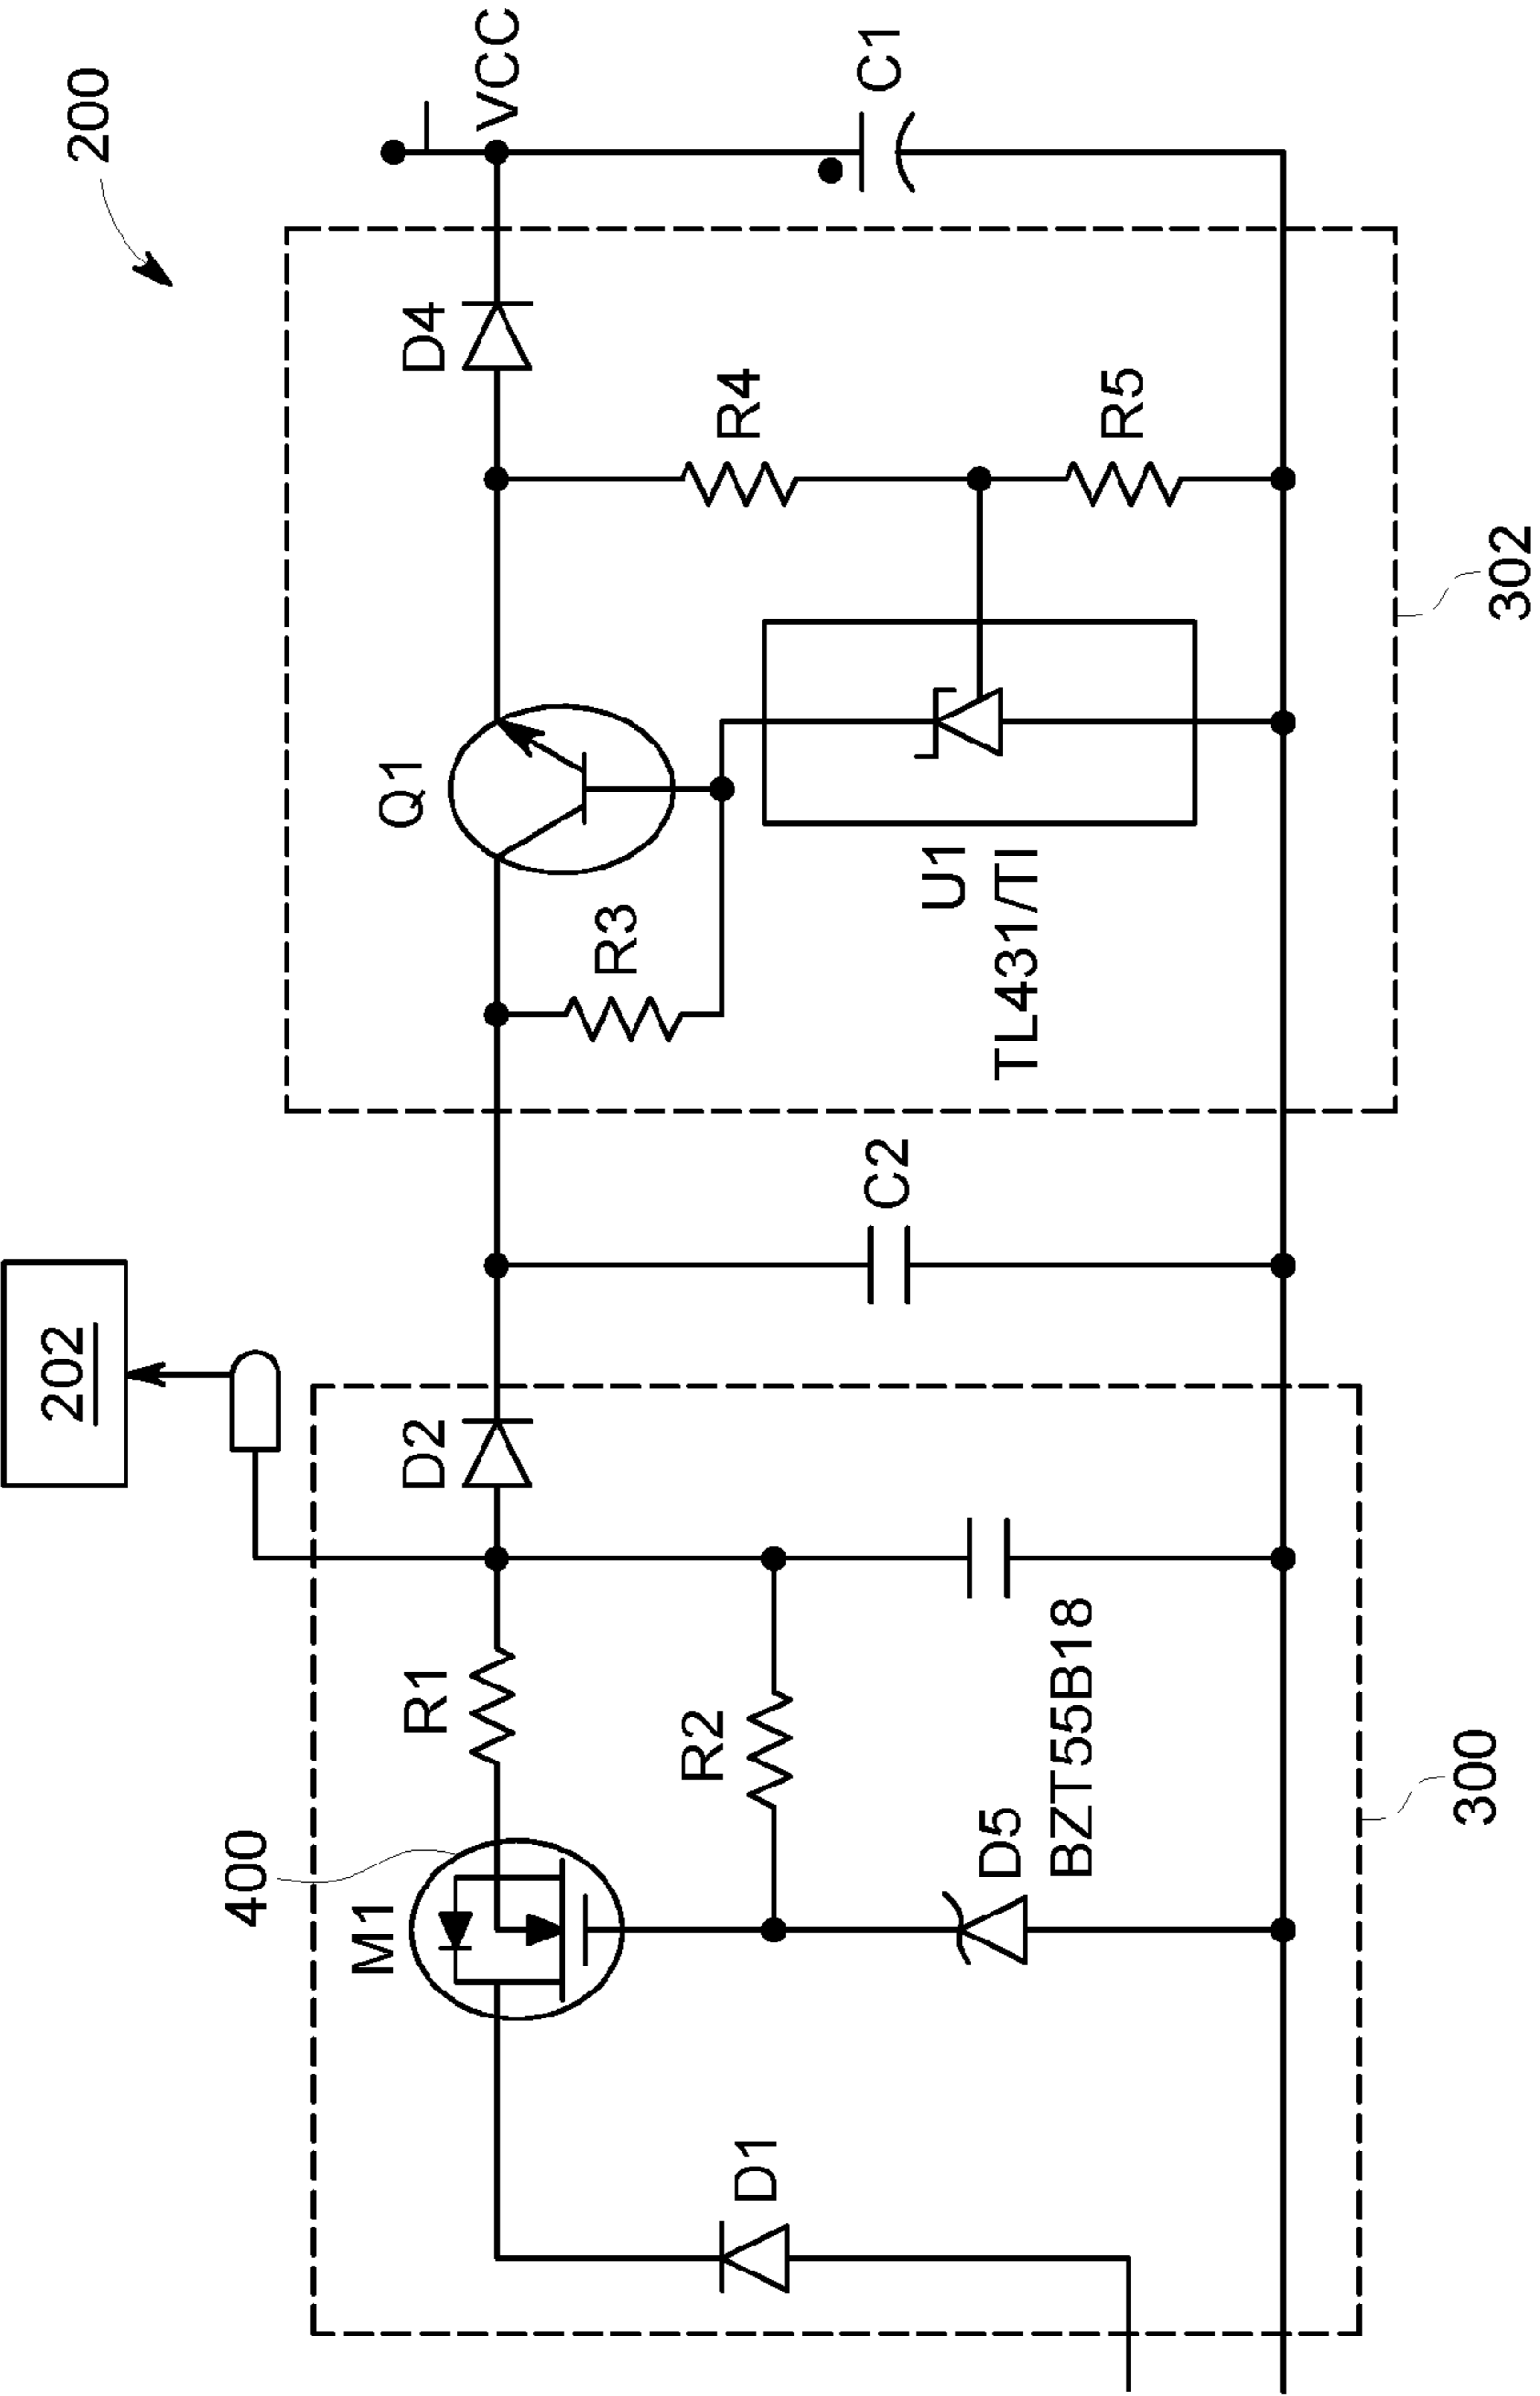 200
202
400
M1
R1
D2
Q1
D4
VCC
D1
R2
R3
R4
C2
C1
D5
BZT55B18
U1
TL431/TI
R5
300
302